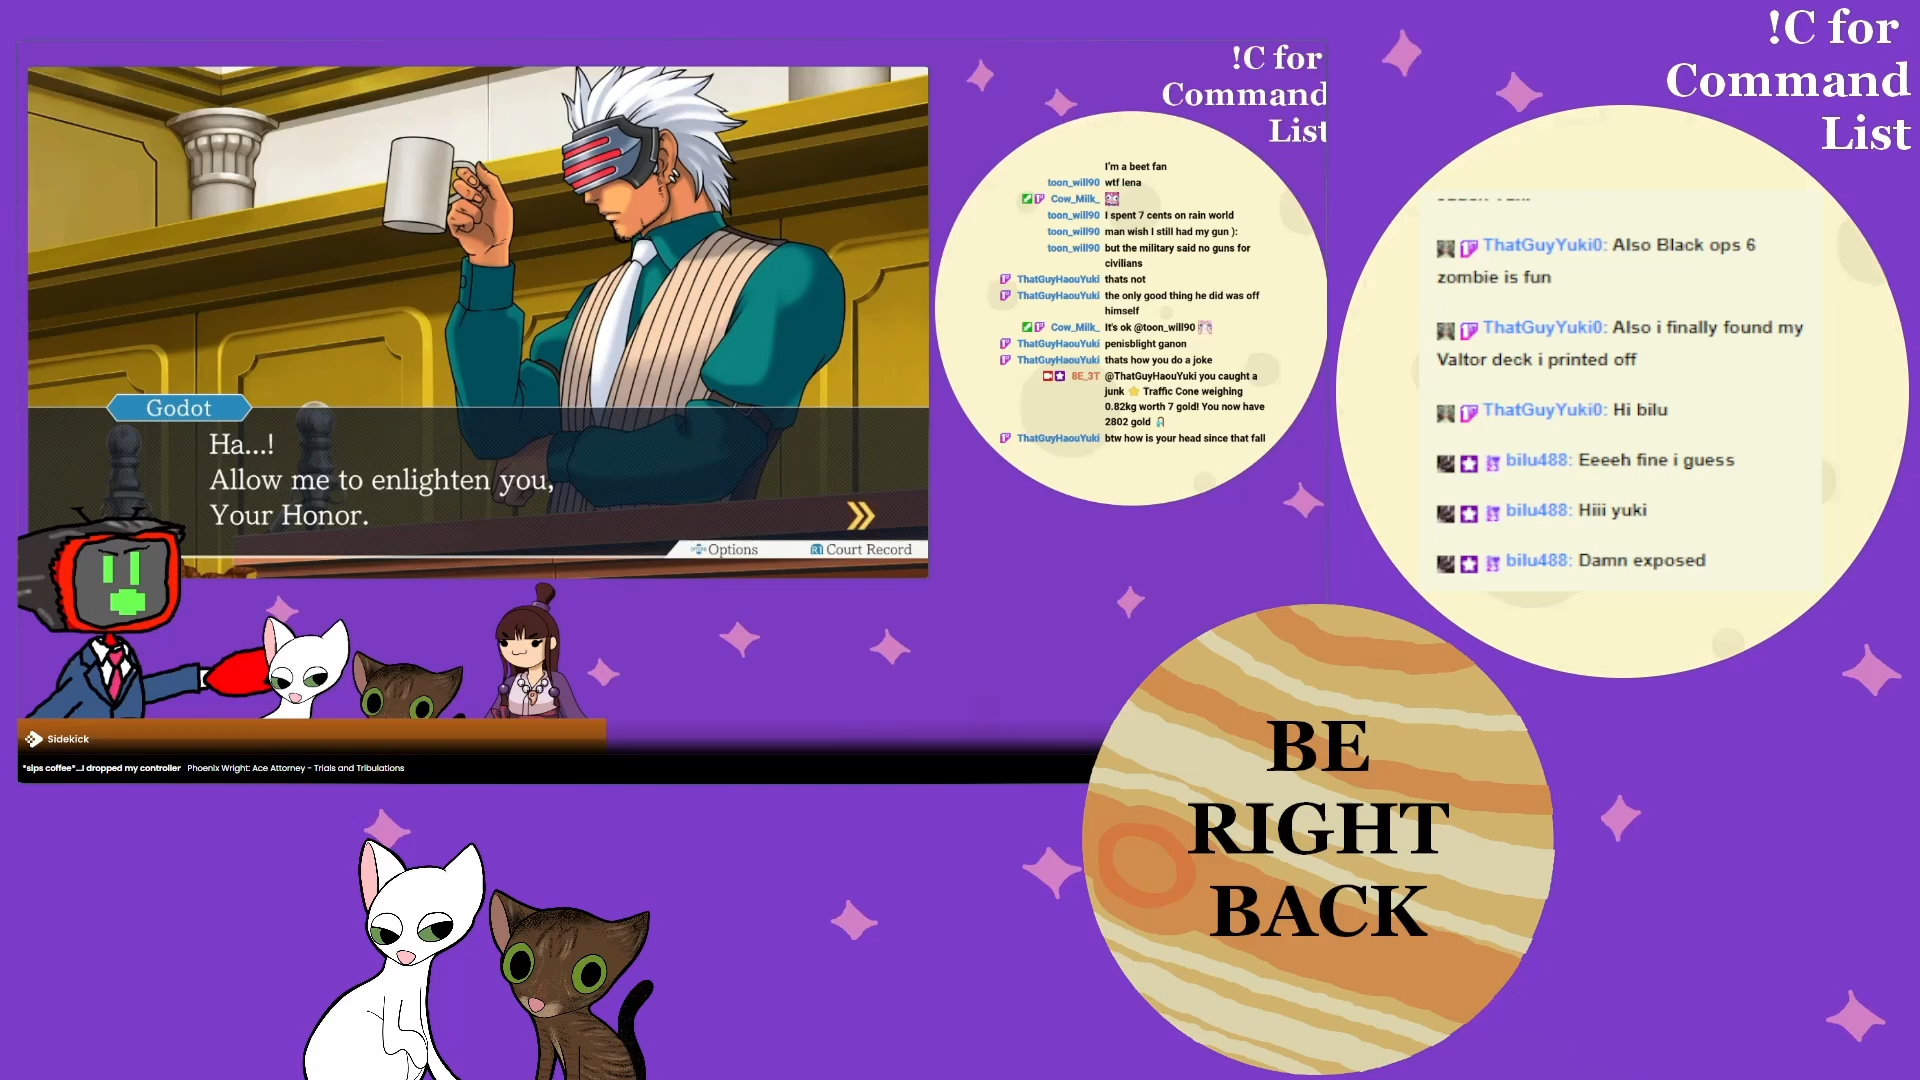 !C for
Command
List
Godot
Ha...!
Allow me to enlighten you,
Your Honor.
Options
Court Record
!C for
Command
List
I'm a beet fan
toon_will90 wtf lena
Cow_Milk_
toon_will90 I spent 7 cents on rain world
toon_will90 man wish I still had my gun ):
toon_will90 but the military said no guns for
civilians
ThatGuyHaouYuki thats not
ThatGuyHaouYuki the only good thing he did was off
himself
Cow_Milk_ It's ok @toon_will90
ThatGuyHaouYuki penisblight ganon
ThatGuyHaouYuki thats how you do a joke
8E_3T @ThatGuyHaouYuki you caught a
junk Traffic Cone weighing
0.82kg worth 7 gold! You now have
2802 gold
ThatGuyHaouYuki btw how is your head since that fall
ThatGuyYuki0: Also Black ops 6
zombie is fun
ThatGuyYuki0: Also i finally found my
Valtor deck i printed off
ThatGuyYuki0: Hi bilu
bilu488: Eeeeh fine i guess
bilu488: Hiii yuki
bilu488: Damn exposed
Sidekick
*sips coffee*...I dropped my controller Phoenix Wright: Ace Attorney - Trials and Tribulations
BE
RIGHT
BACK